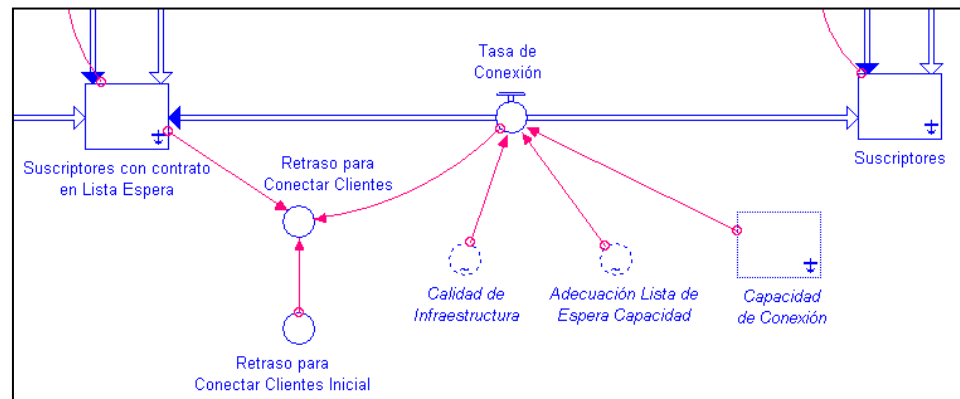 Tasa de
Conexión
Suscriptores con contrato
en Lista Espera
Suscriptores
Retraso para
Conectar Clientes
Calidad de
Infraestructura
Adecuación Lista de
Espera Capacidad
Capacidad
de Conexión
Retraso para
Conectar Clientes Inicial